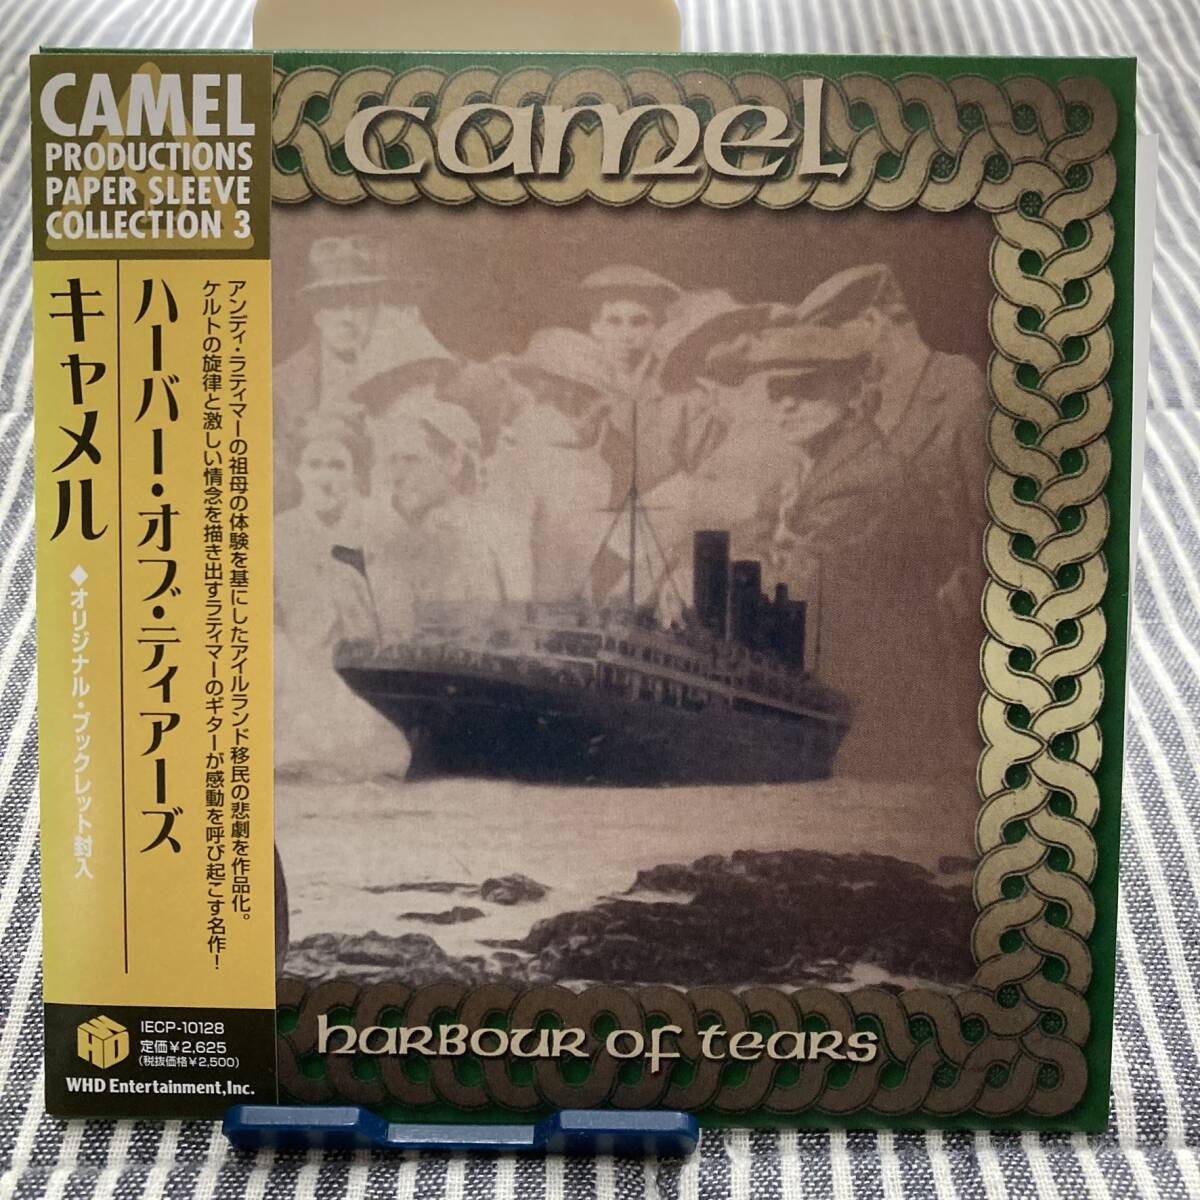 CAMEL
PRODUCTIONS
PAPER SLEEVE
COLLECTION 3
アンディ・ラティマーの祖母の体験を基にしたアイルランド移民の悲劇を作品化。
ケルトの旋律と激しい情念を描き出すラティマーのギターが感動を呼び起こす名作!
ハーバー・オブ・ティアーズ
キャメル
◆オリジナル・ブックレット封入
WHD
IECP-10128
定価¥2,625
(税抜価格¥2,500)
WHD Entertainment,Inc.
camel
harbour of tears